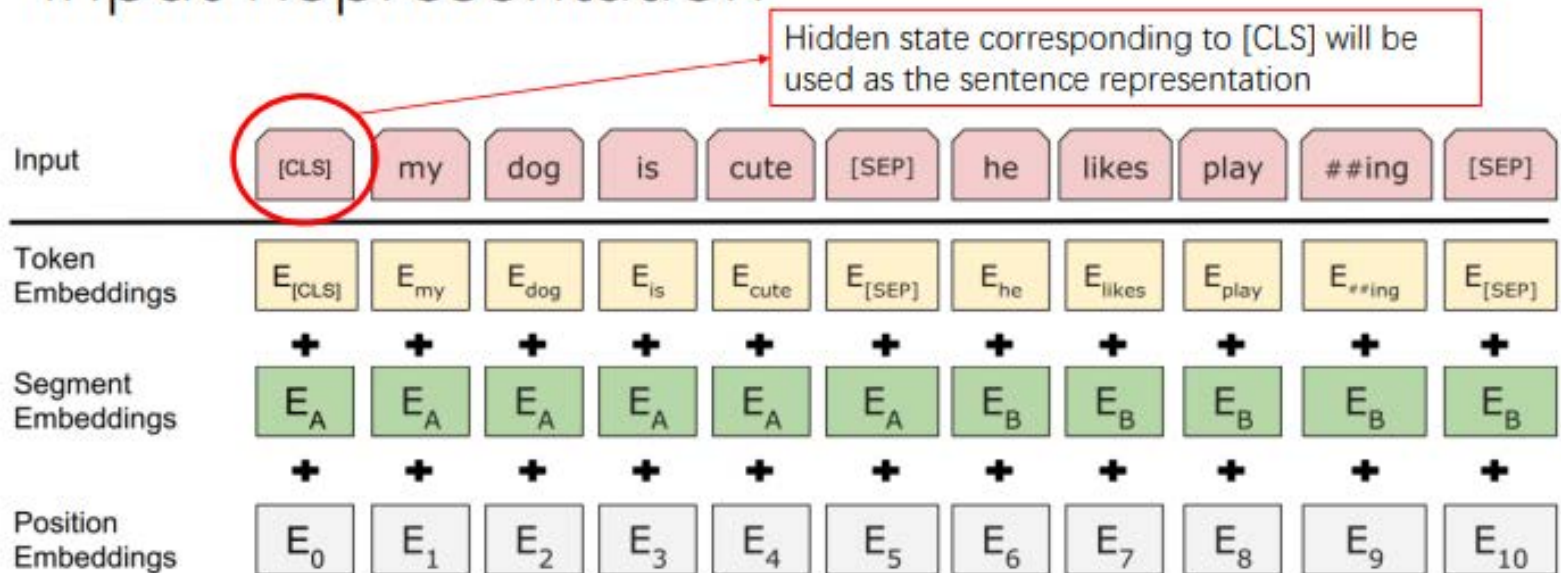 Input Representation
Hidden state corresponding to [CLS] will be
used as the sentence representation
Input [CLS] my dog is cute [SEP] he likes play ##ing [SEP]
Token
Embeddings E[CLS] Emy Edog Eis Ecute E[SEP] Ehe Elikes Eplay E##ing E[SEP]
+ + + + + + + + + + +
Segment
Embeddings EA EA EA EA EA EA EB EB EB EB EB
+ + + + + + + + + + +
Position
Embeddings E0 E1 E2 E3 E4 E5 E6 E7 E8 E9 E10